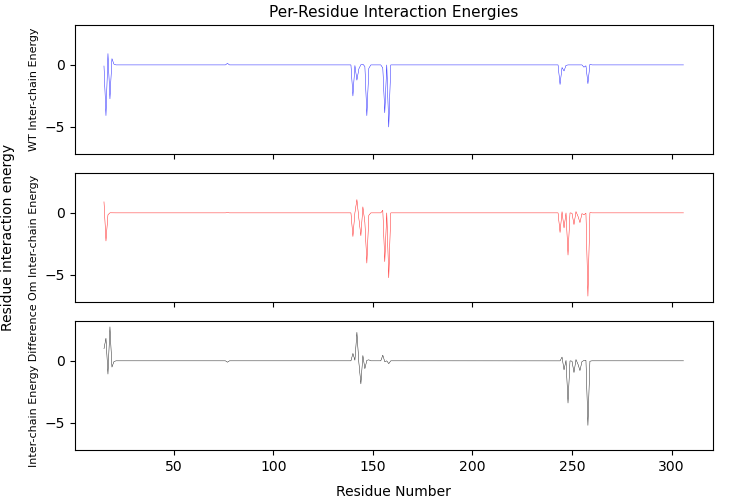 Per-Residue Interaction Energies
Residue interaction energy
WT Inter-chain Energy
0
−5
Om Inter-chain Energy
0
−5
Inter-chain Energy Difference
0
−5
50
100
150
200
250
300
Residue Number